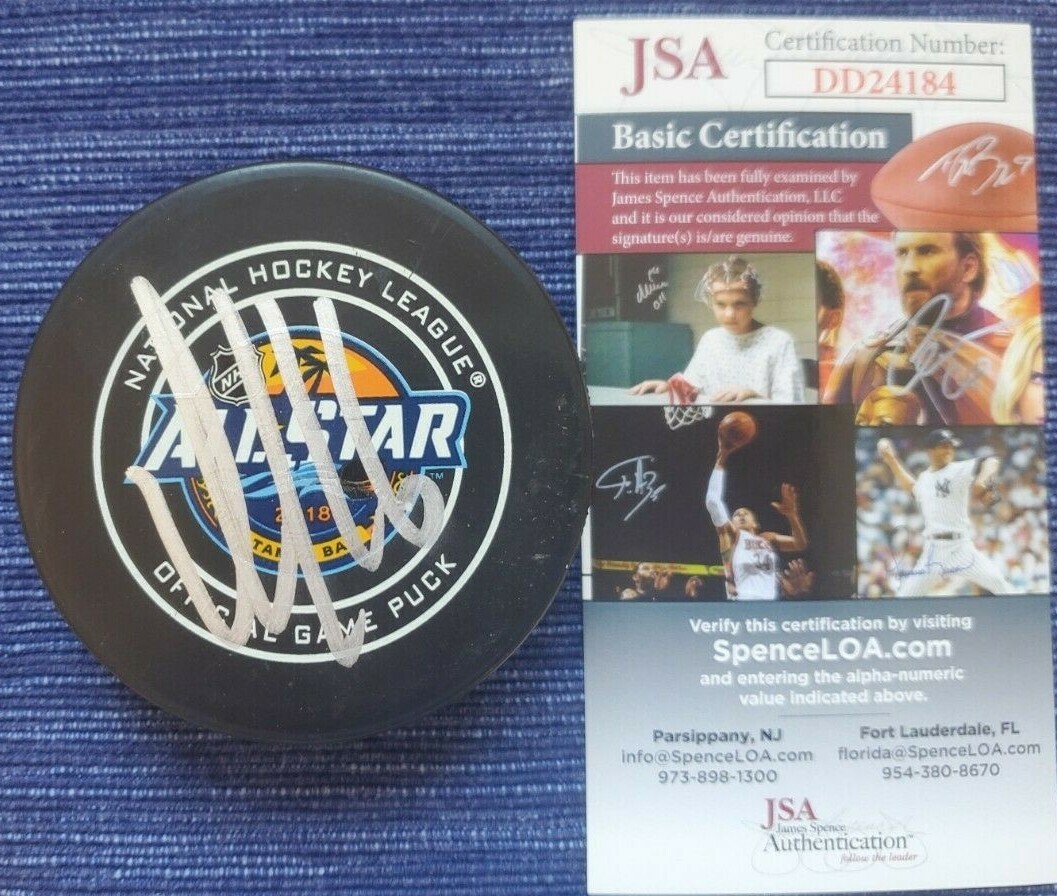 NATIONAL HOCKEY LEAGUE®
NHL
ALL STAR ™
2018
TAMPA BAY
OFFICIAL GAME PUCK
JSA
Certification Number:
DD24184
Basic Certification
This item has been fully examined by
James Spence Authentication, LLC
and it is our considered opinion that the
signature(s) is/are genuine.
Verify this certification by visiting
SpenceLOA.com
and entering the alpha-numeric
value indicated above.
Parsippany, NJ
info@SpenceLOA.com
973-898-1300
Fort Lauderdale, FL
florida@SpenceLOA.com
954-380-8670
JSA
James Spence
Authentication™
follow the leader